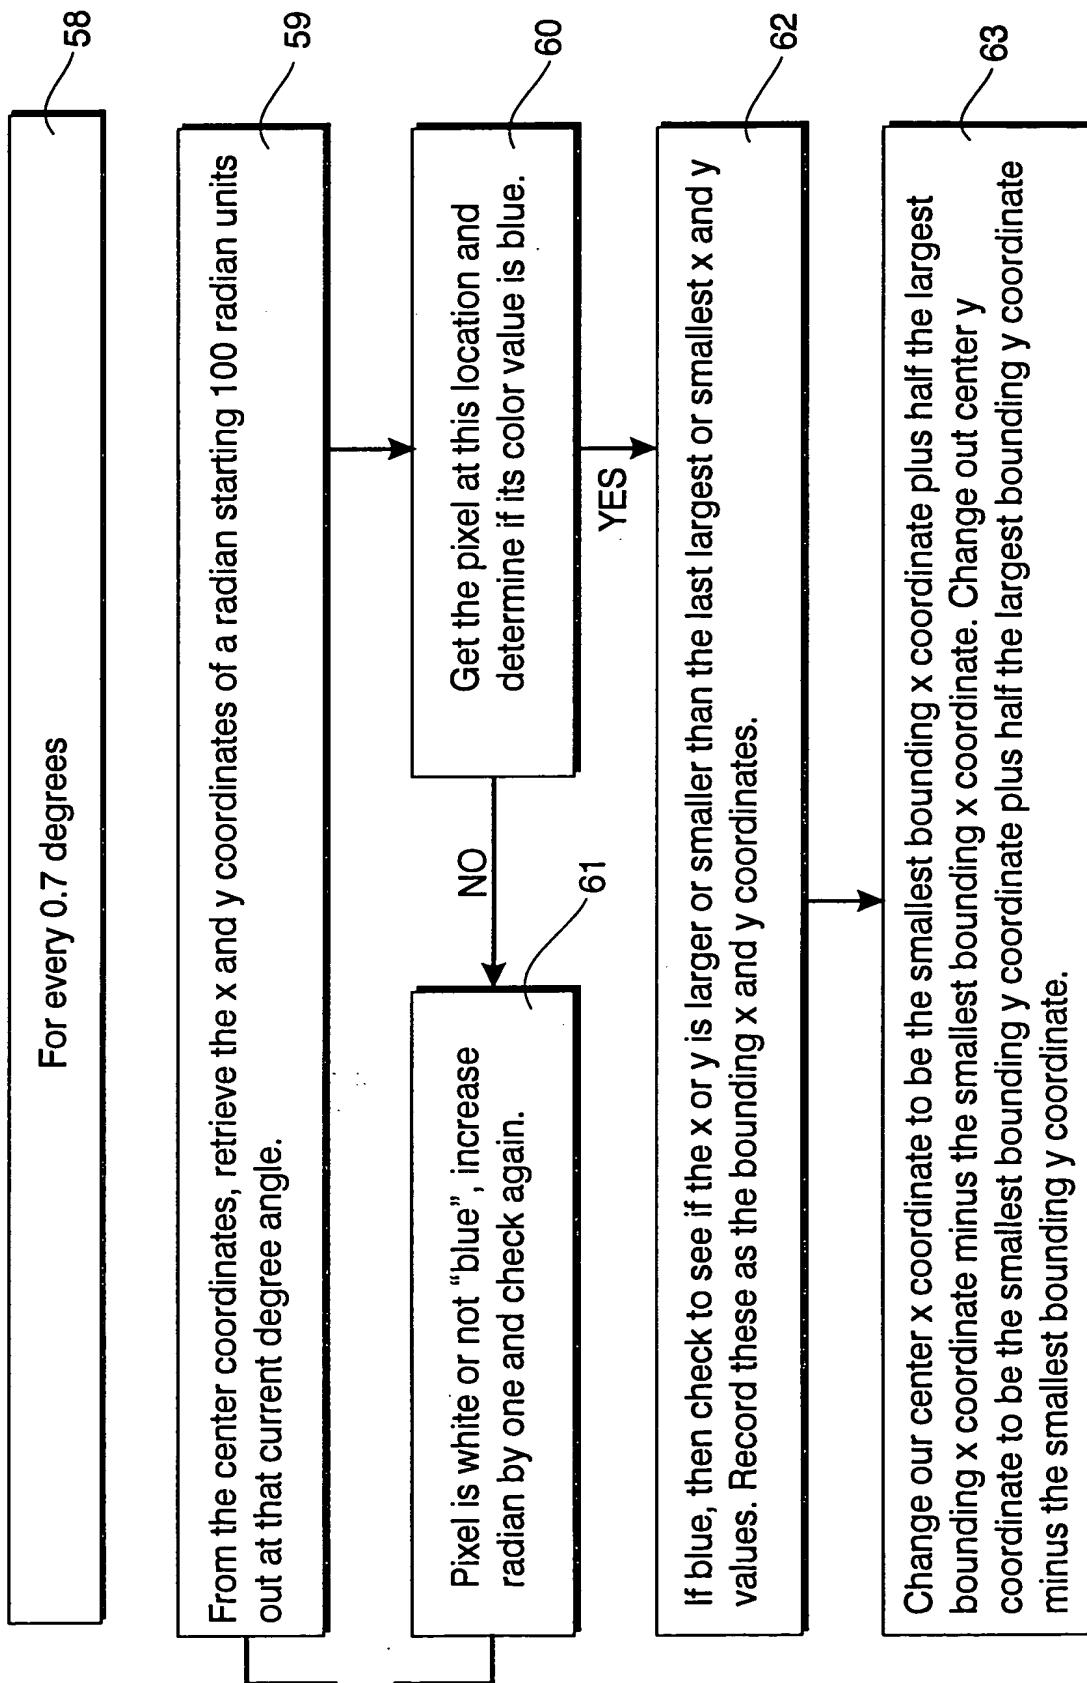 For every 0.7 degrees
58
From the center coordinates, retrieve the x and y coordinates of a radian starting 100 radian units
out at that current degree angle.
59
Get the pixel at this location and
determine if its color value is blue.
60
NO
YES
Pixel is white or not “blue”, increase
radian by one and check again.
61
If blue, then check to see if the x or y is larger or smaller than the last largest or smallest x and y
values. Record these as the bounding x and y coordinates.
62
Change our center x coordinate to be the smallest bounding x coordinate plus half the largest
bounding x coordinate minus the smallest bounding x coordinate. Change out center y
coordinate to be the smallest bounding y coordinate plus half the largest bounding y coordinate
minus the smallest bounding y coordinate.
63